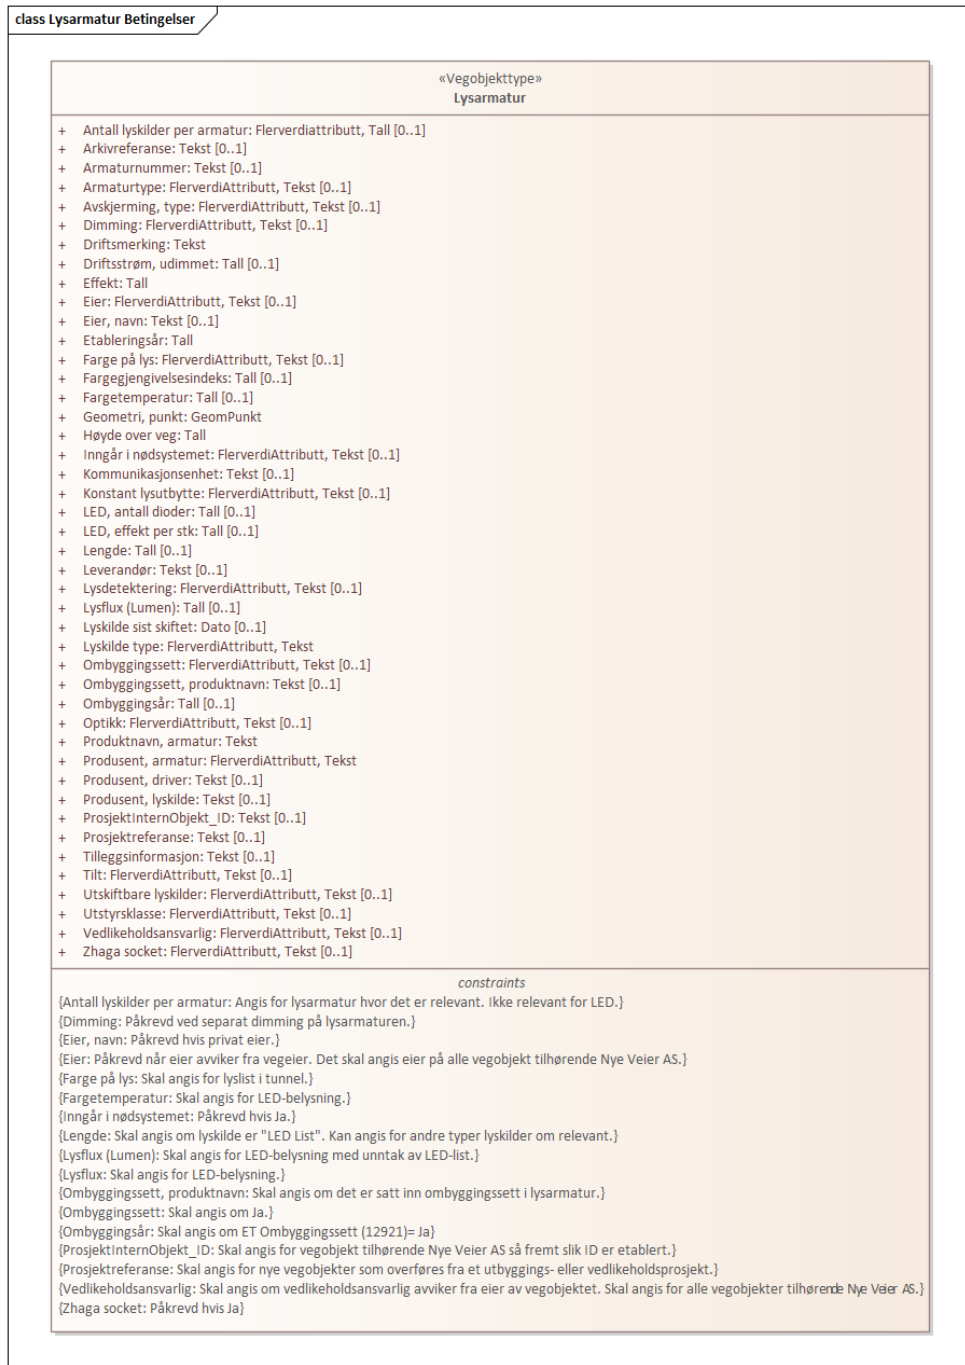 class Lysarmatur Betingelser
«Vegobjekttype»
Lysarmatur
+ Antall lyskilder per armatur: Flerverdiattributt, Tall [0..1]
+ Arkivreferanse: Tekst [0..1]
+ Armaturnummer: Tekst [0..1]
+ Armaturtype: FlerverdiAttributt, Tekst [0..1]
+ Avskjerming, type: FlerverdiAttributt, Tekst [0..1]
+ Dimming: FlerverdiAttributt, Tekst [0..1]
+ Driftsmerking: Tekst
+ Driftsstrøm, udimmet: Tall [0..1]
+ Effekt: Tall
+ Eier: FlerverdiAttributt, Tekst [0..1]
+ Eier, navn: Tekst [0..1]
+ Etableringsår: Tall
+ Farge på lys: FlerverdiAttributt, Tekst [0..1]
+ Fargegjengivelsesindeks: Tall [0..1]
+ Fargetemperatur: Tall [0..1]
+ Geometri, punkt: GeomPunkt
+ Høyde over veg: Tall
+ Inngår i nødsystemet: FlerverdiAttributt, Tekst [0..1]
+ Kommunikasjonsenhet: Tekst [0..1]
+ Konstant lysutbytte: FlerverdiAttributt, Tekst [0..1]
+ LED, antall dioder: Tall [0..1]
+ LED, effekt per stk: Tall [0..1]
+ Lengde: Tall [0..1]
+ Leverandør: Tekst [0..1]
+ Lysdetektering: FlerverdiAttributt, Tekst [0..1]
+ Lysflux (Lumen): Tall [0..1]
+ Lyskilde sist skiftet: Dato [0..1]
+ Lyskilde type: FlerverdiAttributt, Tekst
+ Ombyggingssett: FlerverdiAttributt, Tekst [0..1]
+ Ombyggingssett, produktnavn: Tekst [0..1]
+ Ombyggingsår: Tall [0..1]
+ Optikk: FlerverdiAttributt, Tekst [0..1]
+ Produktnavn, armatur: Tekst
+ Produsent, armatur: FlerverdiAttributt, Tekst
+ Produsent, driver: Tekst [0..1]
+ Produsent, lyskilde: Tekst [0..1]
+ ProsjektInternObjekt_ID: Tekst [0..1]
+ Prosjektreferanse: Tekst [0..1]
+ Tilleggsinformasjon: Tekst [0..1]
+ Tilt: FlerverdiAttributt, Tekst [0..1]
+ Utskiftbare lyskilder: FlerverdiAttributt, Tekst [0..1]
+ Utstyrsklasse: FlerverdiAttributt, Tekst [0..1]
+ Vedlikeholdsansvarlig: FlerverdiAttributt, Tekst [0..1]
+ Zhaga socket: FlerverdiAttributt, Tekst [0..1]
constraints
{Antall lyskilder per armatur: Angis for lysarmatur hvor det er relevant. Ikke relevant for LED.}
{Dimming: Påkrevd ved separat dimming på lysarmaturen.}
{Eier, navn: Påkrevd hvis privat eier.}
{Eier: Påkrevd når eier avviker fra vegeier. Det skal angis eier på alle vegobjekt tilhørende Nye Veier AS.}
{Farge på lys: Skal angis for lyslist i tunnel.}
{Fargetemperatur: Skal angis for LED-belysning.}
{Inngår i nødsystemet: Påkrevd hvis Ja.}
{Lengde: Skal angis om lyskilde er "LED List". Kan angis for andre typer lyskilder om relevant.}
{Lysflux (Lumen): Skal angis for LED-belysning med unntak av LED-list.}
{Lysflux: Skal angis for LED-belysning.}
{Ombyggingssett, produktnavn: Skal angis om det er satt inn ombyggingssett i lysarmatur.}
{Ombyggingssett: Skal angis om Ja.}
{Ombyggingsår: Skal angis om ET Ombyggingssett (12921)= Ja}
{ProsjektInternObjekt_ID: Skal angis for vegobjekt tilhørende Nye Veier AS så fremt slik ID er etablert.}
{Prosjektreferanse: Skal angis for nye vegobjekter som overføres fra et utbyggings- eller vedlikeholdsprosjekt.}
{Vedlikeholdsansvarlig: Skal angis om vedlikeholdsansvarlig avviker fra eier av vegobjektet. Skal angis for alle vegobjekter tilhørende Nye Veier AS.}
{Zhaga socket: Påkrevd hvis Ja}